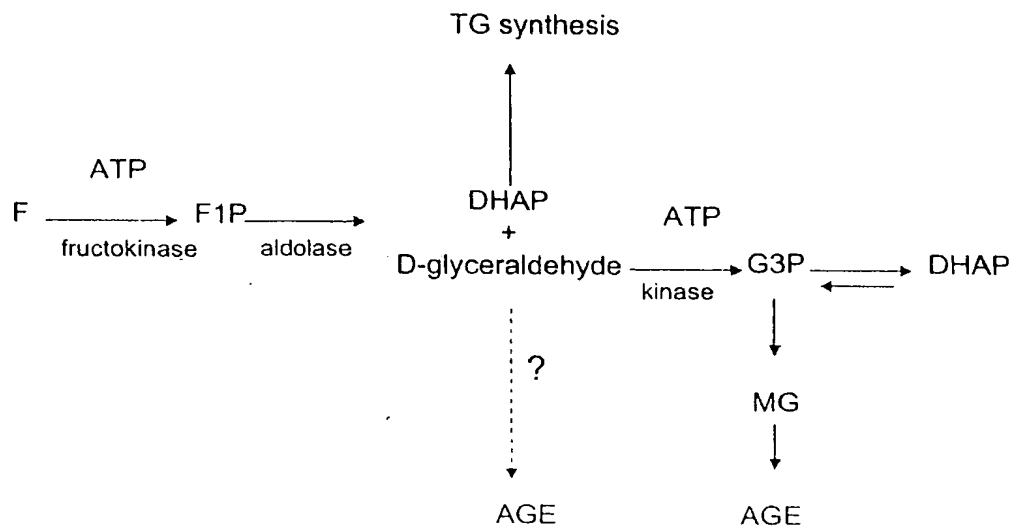 TG synthesis
ATP
DHAP
ATP
F
F1P
+
fructokinase
aldolase
D-glyceraldehyde
G3P
DHAP
kinase
?
MG
AGE
AGE